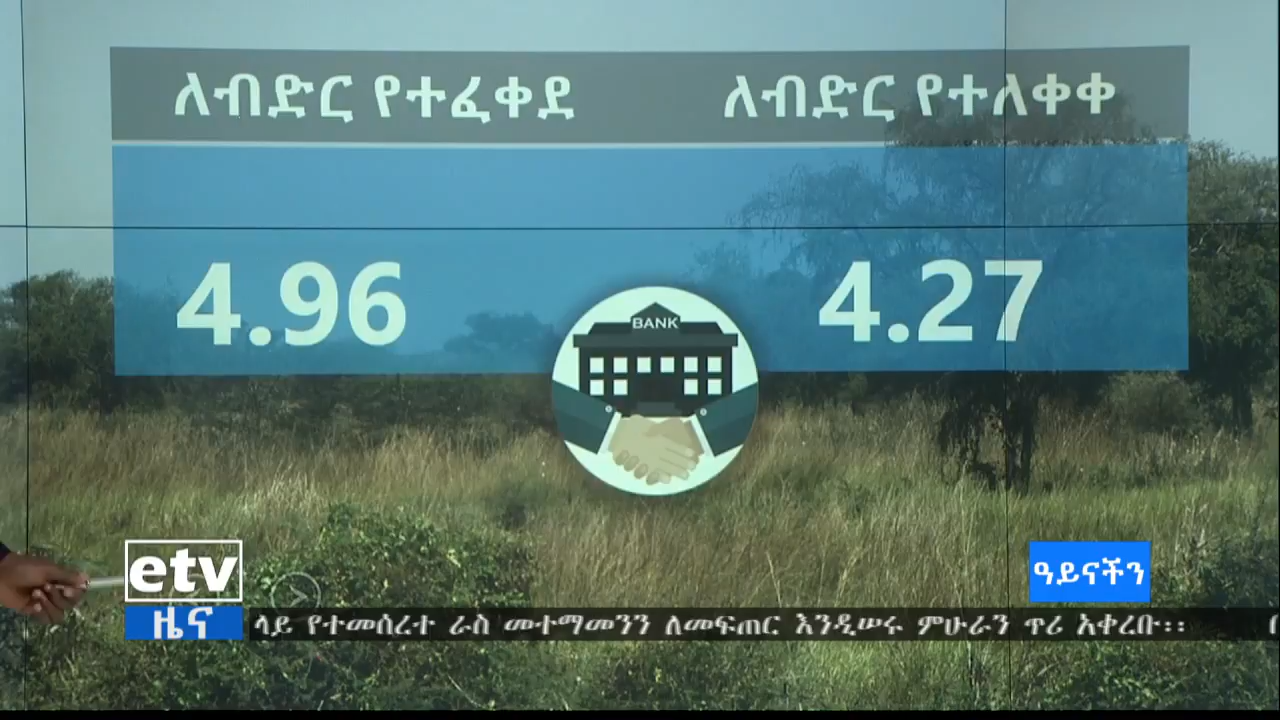 ለብድር የተፈቀደ
ለብድር የተለቀቀ
4.96
4.27
BANK
etv
ዓይናችን
ዜና
ላይ የተመሰረተ ራስ መተማመንን ለመፍጠር እንዲሠሩ ምሁራን ጥሪ አቀረቡ፡፡